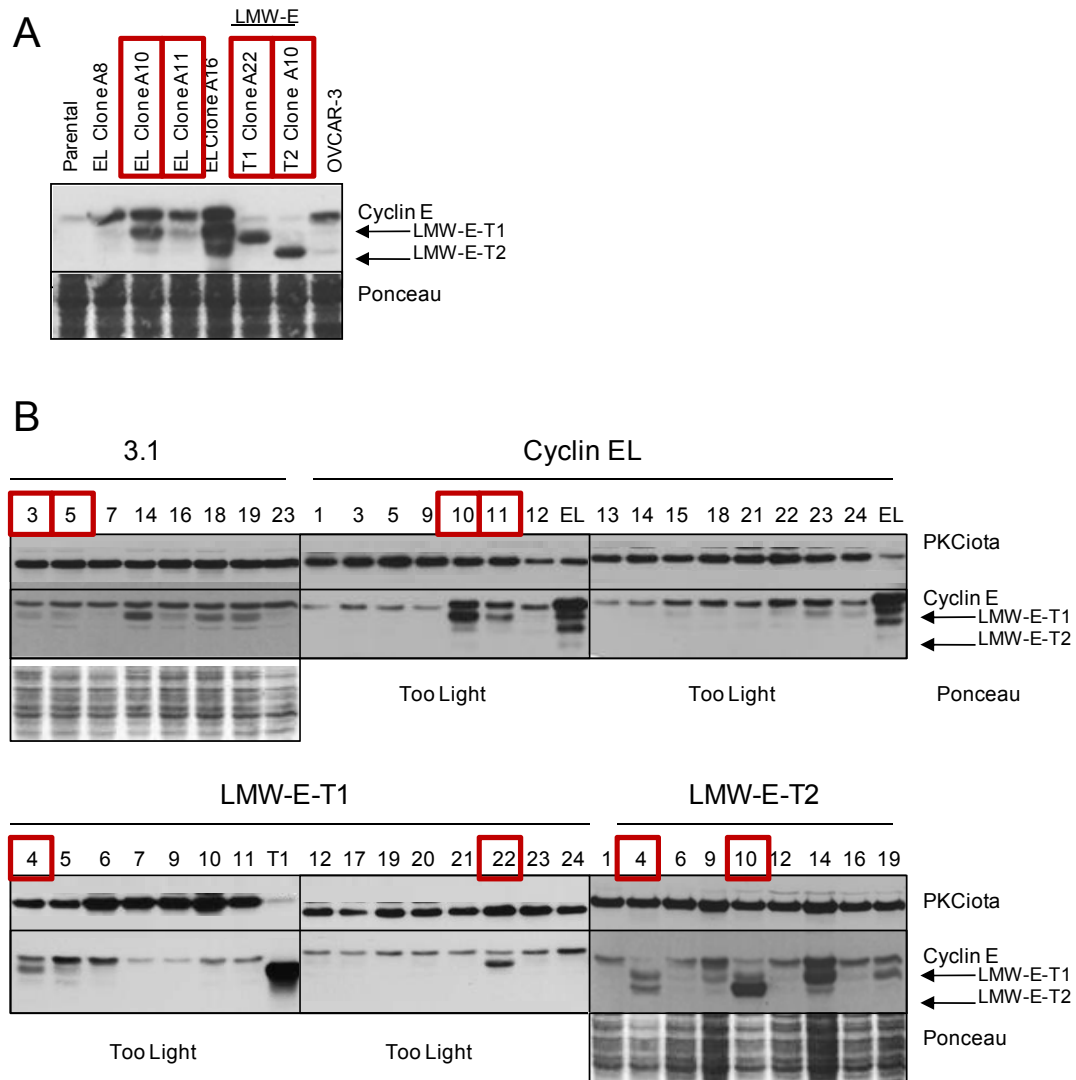 A
LMW-E
Parental
EL Clone A8
EL Clone A10
EL Clone A11
EL Clone A16
T1 Clone A22
T2 Clone A10
OVCAR-3
Cyclin E
LMW-E-T1
LMW-E-T2
Ponceau
B
3.1 Cyclin EL
3 5 7 14 16 18 19 23 1 3 5 9 10 11 12 EL 13 14 15 18 21 22 23 24 EL
PKCiota
Cyclin E
LMW-E-T1
LMW-E-T2
Too Light Too Light Ponceau
LMW-E-T1 LMW-E-T2
4 5 6 7 9 10 11 T1 12 17 19 20 21 22 23 24 1 4 6 9 10 12 14 16 19
PKCiota
Cyclin E
LMW-E-T1
LMW-E-T2
Ponceau
Too Light Too Light